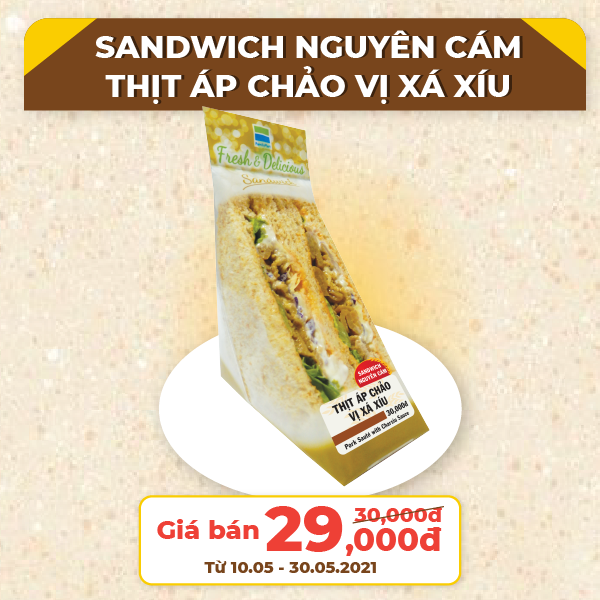 SANDWICH NGUYÊN CÁM
THỊT ÁP CHẢO VỊ XÁ XÍU
Fresh & Delicious
Sandwich
SANDWICH
NGUYÊN CÁM
THỊT ÁP CHẢO
VỊ XÁ XÍU
30,000đ
Pork Sauté with Charsiu Sauce
Giá bán 29,000đ
30,000đ
Từ 10.05 - 30.05.2021